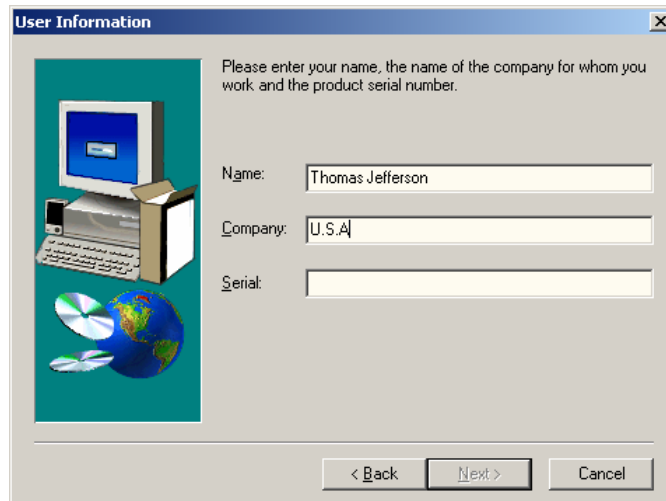 User Information
Please enter your name, the name of the company for whom you
work and the product serial number.
Name: Thomas Jefferson
Company: U.S.A
Serial:
< Back Next > Cancel